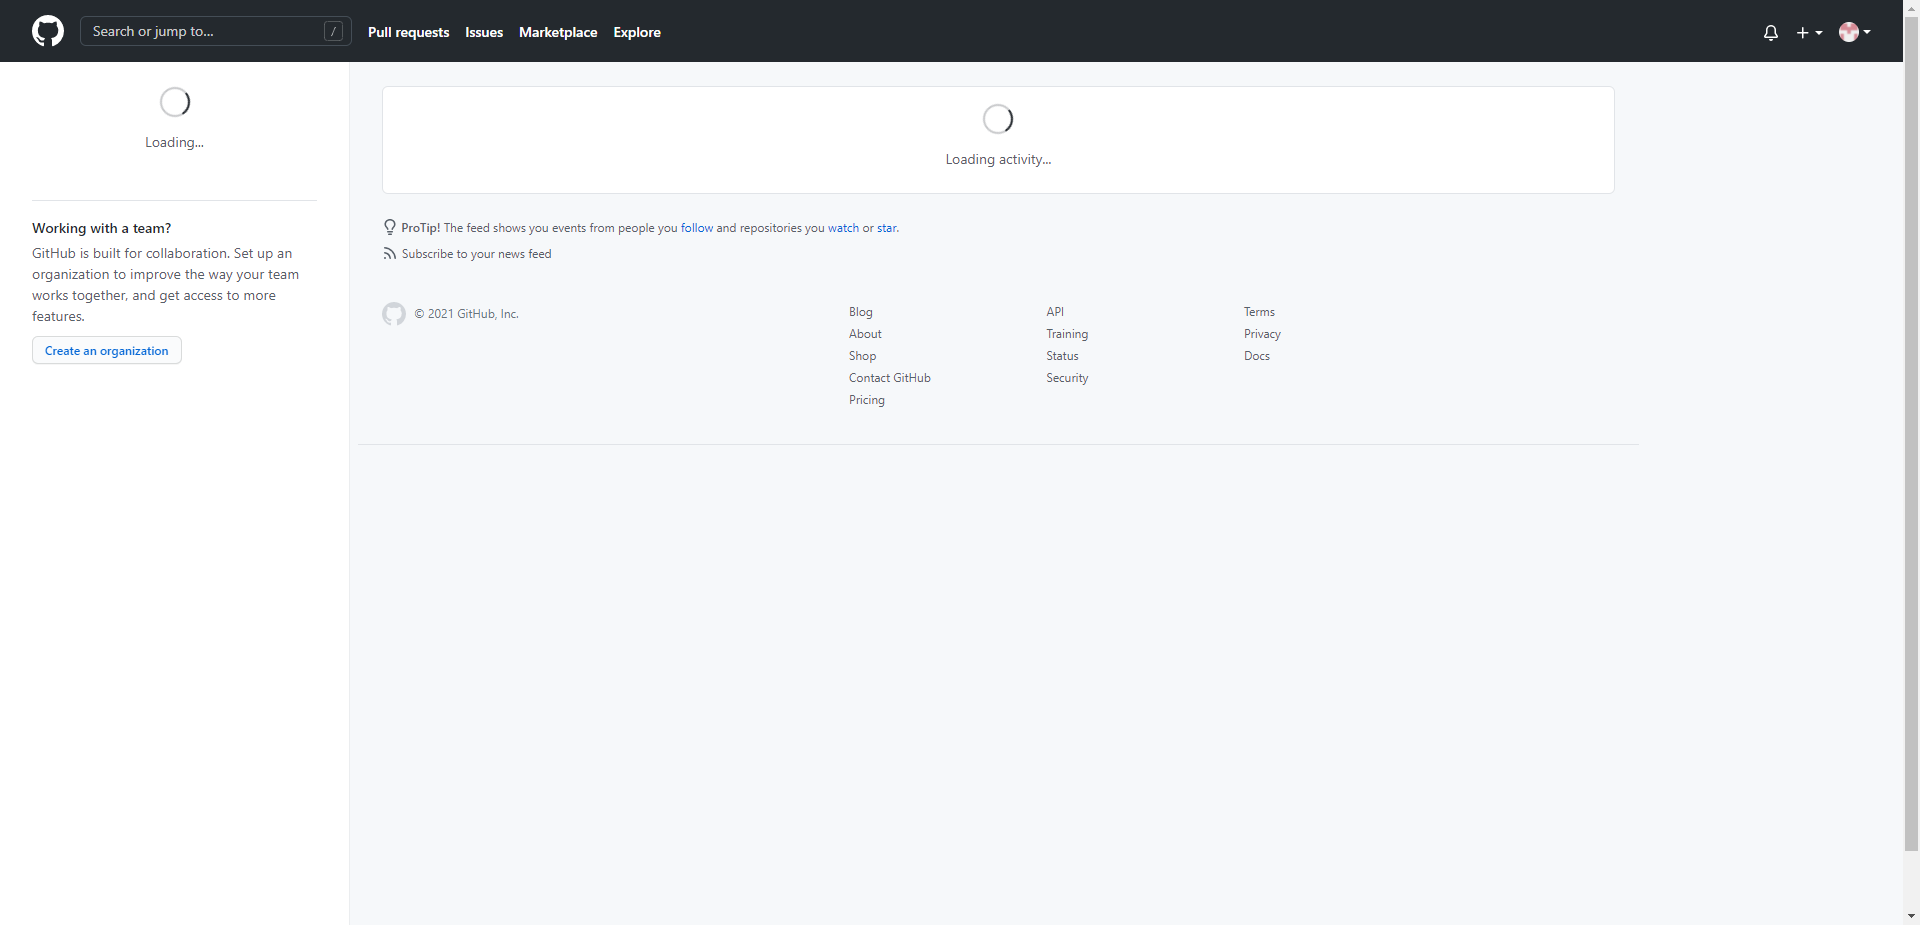 Search or jump to...
/
Pull requests
Issues
Marketplace
Explore
Loading...
Working with a team?
GitHub is built for collaboration. Set up an
organization to improve the way your team
works together, and get access to more
features.
Create an organization
Loading activity...
ProTip! The feed shows you events from people you follow and repositories you watch or star.
Subscribe to your news feed
© 2021 GitHub, Inc.
Blog
About
Shop
Contact GitHub
Pricing
API
Training
Status
Security
Terms
Privacy
Docs